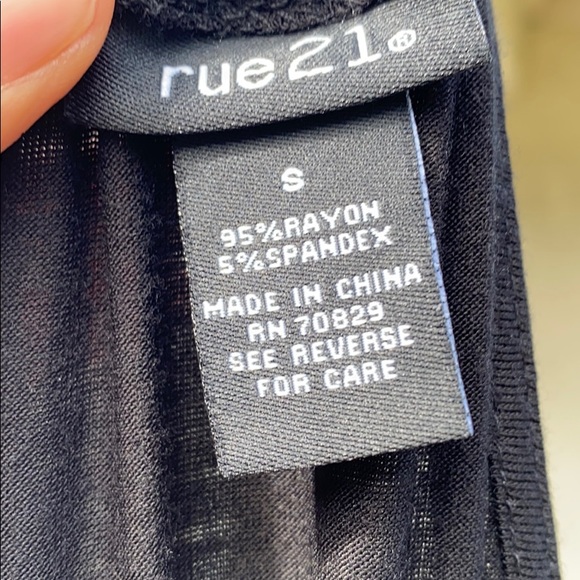 rue21®
S
95%RAYON
5%SPANDEX
MADE IN CHINA
RN 70829
SEE REVERSE
FOR CARE